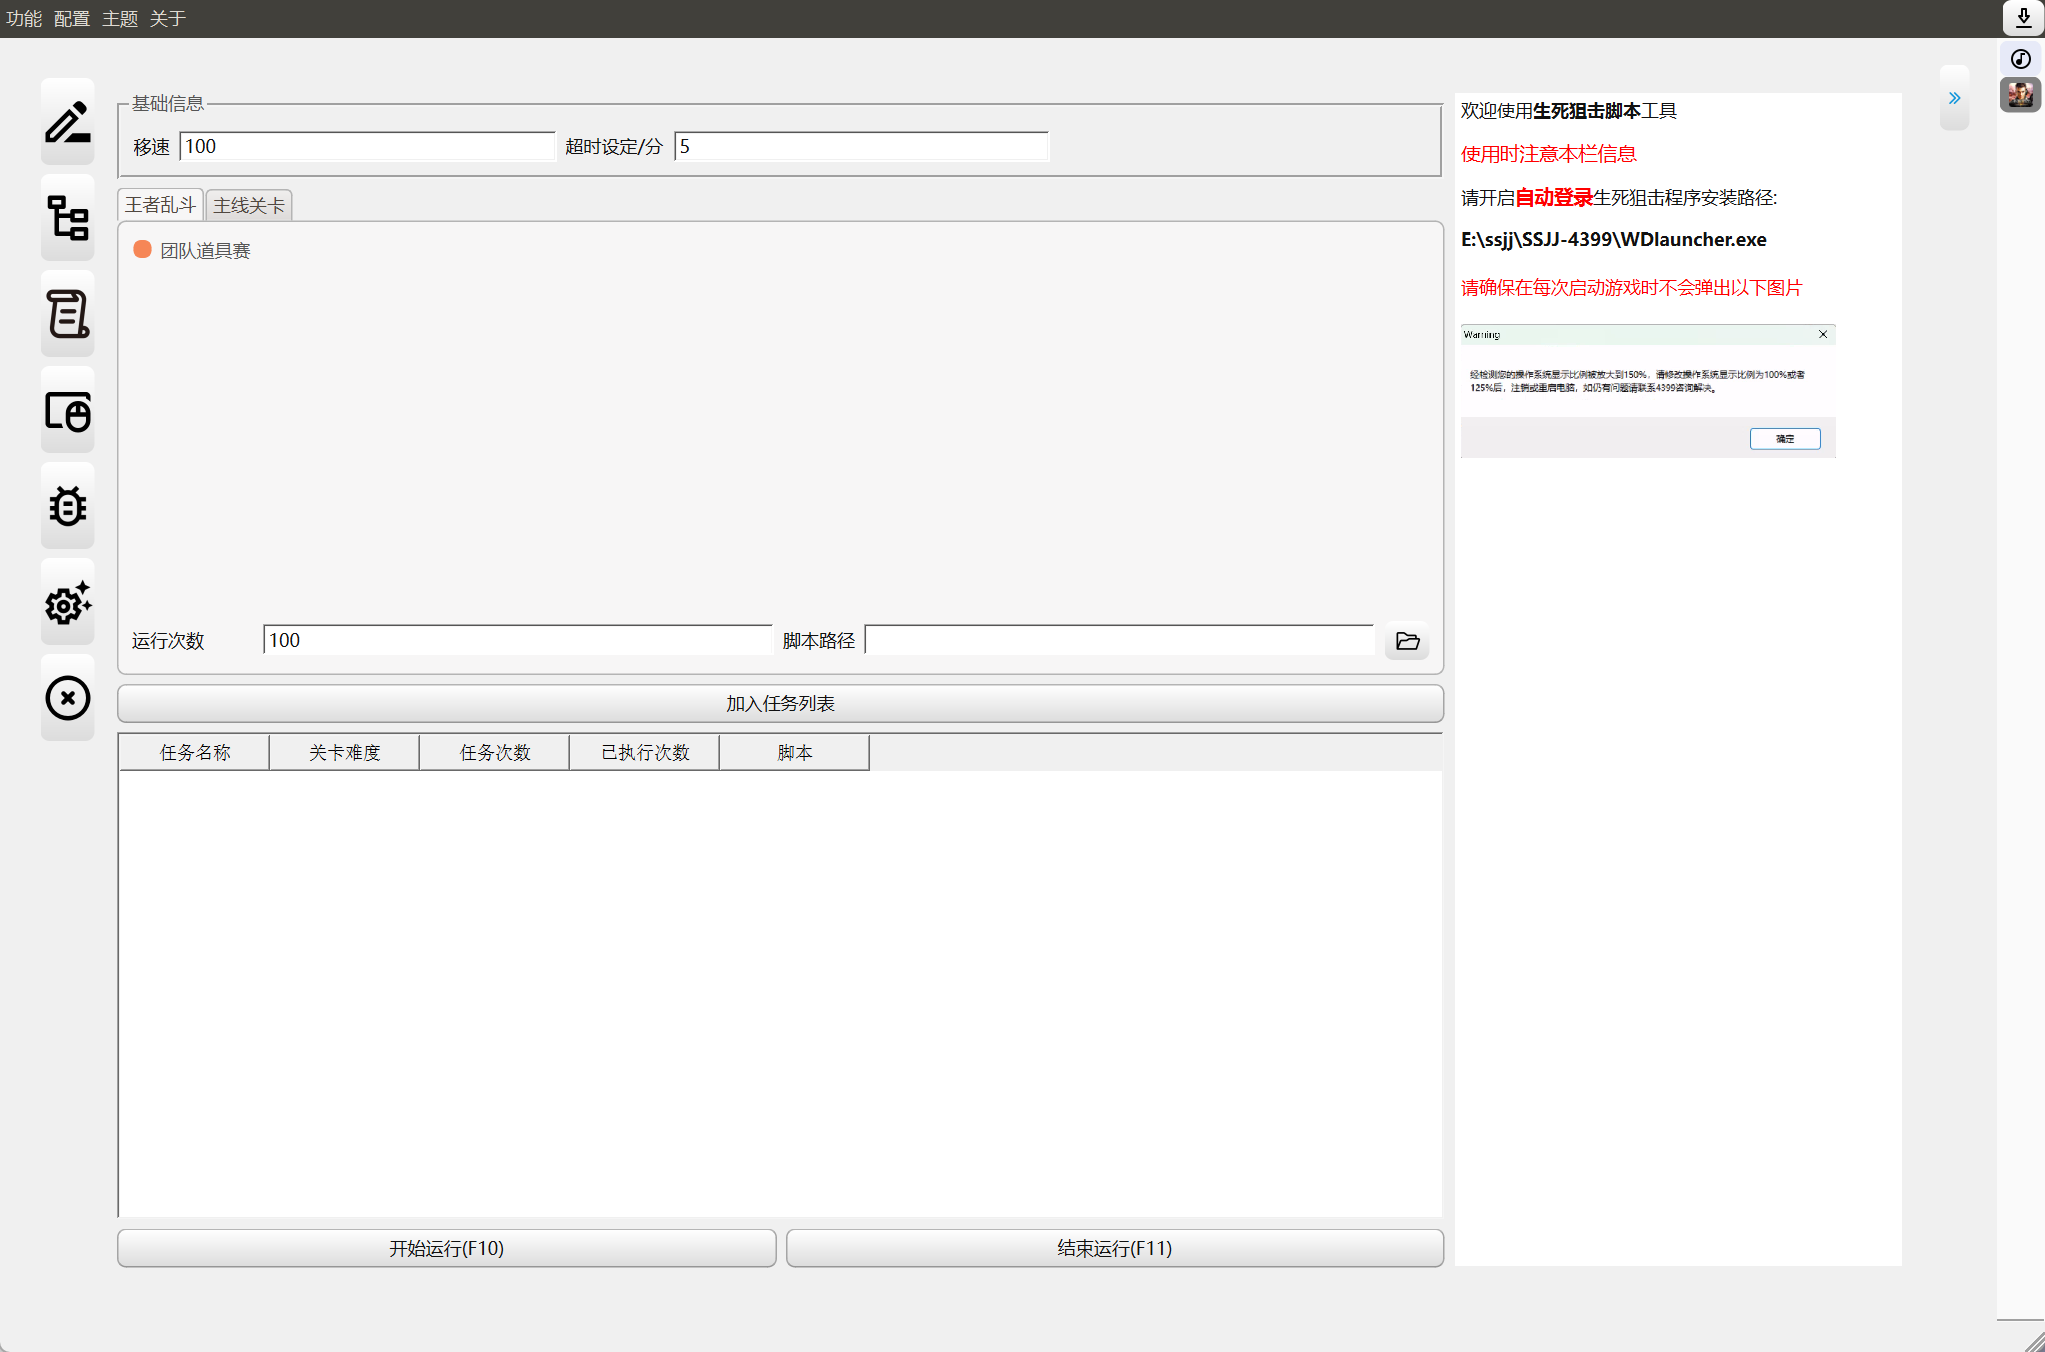 功能 配置 主题 关于
基础信息
移速 100 超时设定/分 5
王者乱斗 主线关卡
团队道具赛
运行次数 100 脚本路径
加入任务列表
任务名称 关卡难度 任务次数 已执行次数 脚本
开始运行(F10) 结束运行(F11)
欢迎使用生死狙击脚本工具
使用时注意本栏信息
请开启自动登录生死狙击程序安装路径:
E:\ssjj\SSJJ-4399\WDlauncher.exe
请确保在每次启动游戏时不会弹出以下图片
Warning
经检测您的操作系统显示比例被放大到150%，请修改操作系统显示比例为100%或者
125%后，注销或重启电脑，如仍有问题请联系4399咨询解决。
确定